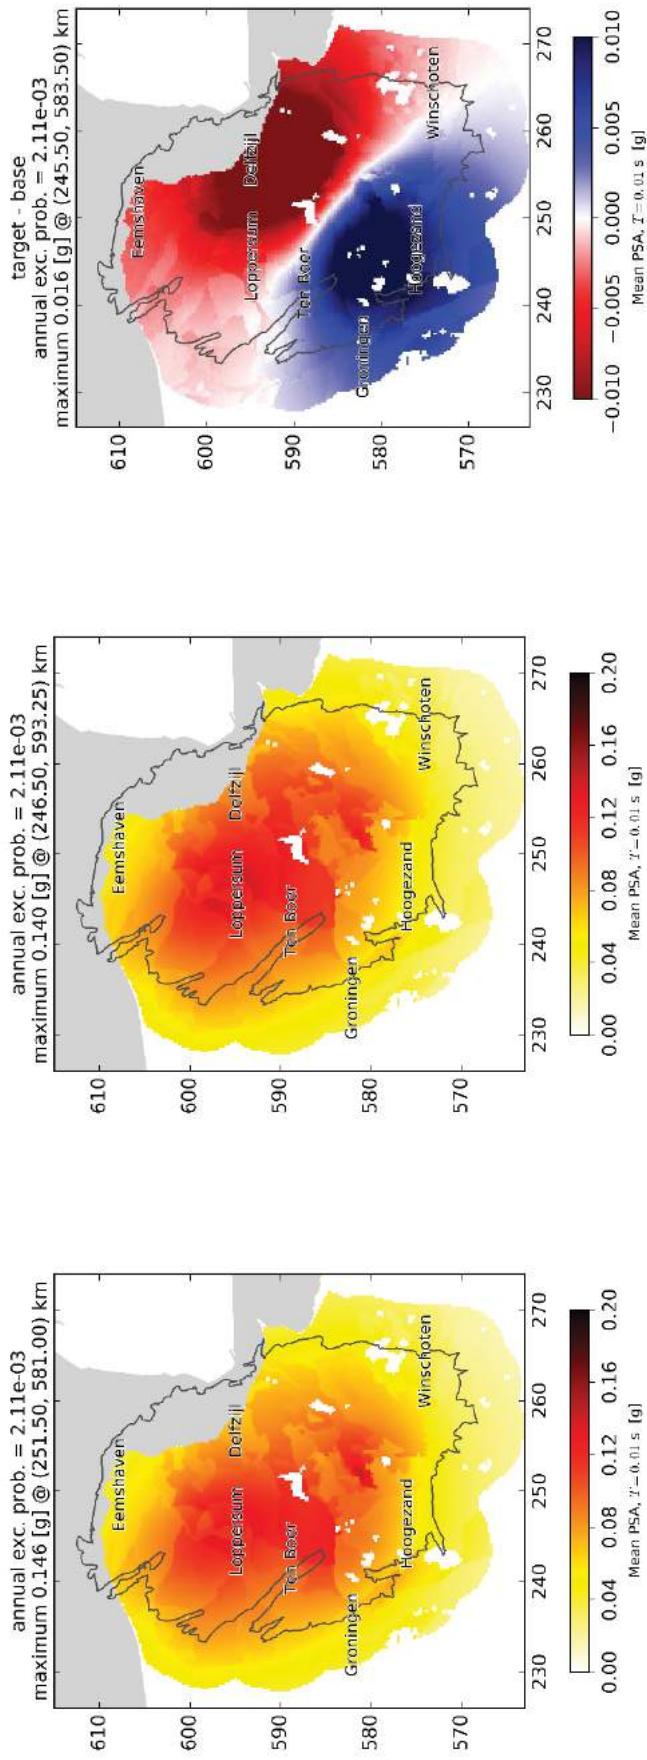 annual exc. prob. = 2.11e-03
maximum 0.146 [g] @ (251.50, 581.00) km
610
600
590
580
570
230
240
250
260
270
Eemshaven
Delfzijl
Loppersum
Ten Boer
Groningen
Hoogezand
Winschoten
0.00 0.04 0.08 0.12 0.16 0.20
Mean PSA, T=0.01 s [g]
annual exc. prob. = 2.11e-03
maximum 0.140 [g] @ (246.50, 593.25) km
610
600
590
580
570
230
240
250
260
270
Eemshaven
Delfzijl
Loppersum
Ten Boer
Groningen
Hoogezand
Winschoten
0.00 0.04 0.08 0.12 0.16 0.20
Mean PSA, T=0.01 s [g]
target - base
annual exc. prob. = 2.11e-03
maximum 0.016 [g] @ (245.50, 583.50) km
610
600
590
580
570
230
240
250
260
270
Eemshaven
Delfzijl
Loppersum
Ten Boer
Groningen
Hoogezand
Winschoten
−0.010 −0.005 0.000 0.005 0.010
Mean PSA, T=0.01 s [g]